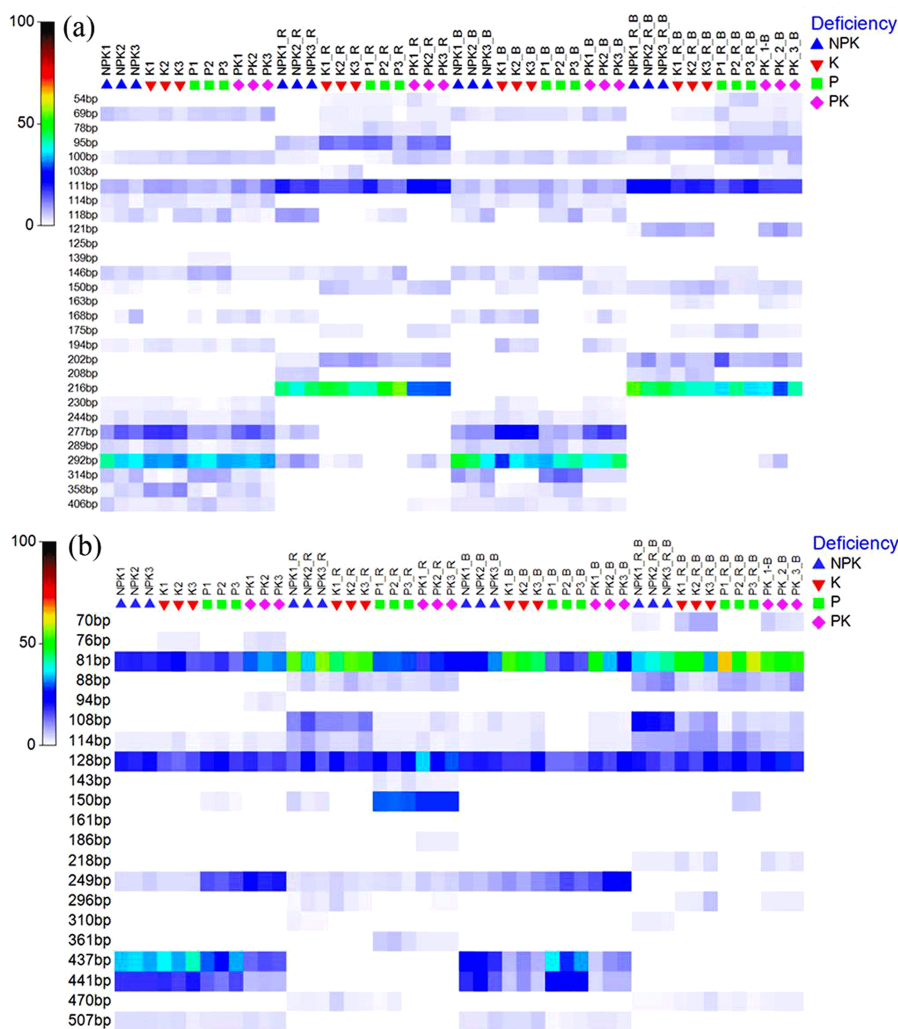 (a)
100
50
0
NPK1 NPK2 NPK3 K1 K2 K3 P1 P2 P3 PK1 PK2 PK3 NPK1_R NPK2_R NPK3_R K1_R K2_R K3_R P1_R P2_R P3_R PK1_R PK2_R PK3_R NPK1_B NPK2_B NPK3_B K1_B K2_B K3_B P1_B P2_B P3_B PK1_B PK2_B PK3_B NPK1_R_B NPK2_R_B NPK3_R_B K1_R_B K2_R_B K3_R_B P1_R_B P2_R_B P3_R_B PK_1-B PK_2_B PK_3_B
Deficiency
NPK
K
P
PK
54bp
69bp
78bp
95bp
100bp
103bp
111bp
114bp
118bp
121bp
125bp
139bp
146bp
150bp
163bp
168bp
175bp
194bp
202bp
208bp
216bp
230bp
244bp
277bp
289bp
292bp
314bp
358bp
406bp
(b)
100
50
0
NPK1 NPK2 NPK3 K1 K2 K3 P1 P2 P3 PK1 PK2 PK3 NPK1_R NPK2_R NPK3_R K1_R K2_R K3_R P1_R P2_R P3_R PK1_R PK2_R PK3_R NPK1_B NPK2_B NPK3_B K1_B K2_B K3_B P1_B P2_B P3_B PK1_B PK2_B PK3_B NPK1_R_B NPK2_R_B NPK3_R_B K1_R_B K2_R_B K3_R_B P1_R_B P2_R_B P3_R_B PK_1-B PK_2_B PK_3_B
Deficiency
NPK
K
P
PK
70bp
76bp
81bp
88bp
94bp
108bp
114bp
128bp
143bp
150bp
161bp
186bp
218bp
249bp
296bp
310bp
361bp
437bp
441bp
470bp
507bp